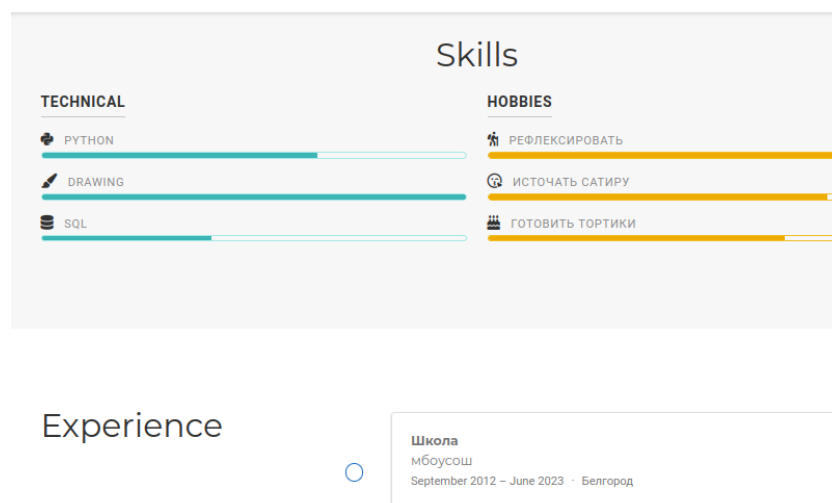 Skills
TECHNICAL
PYTHON
DRAWING
SQL
HOBBIES
РЕФЛЕКСИРОВАТЬ
ИСТОЧАТЬ САТИРУ
ГОТОВИТЬ ТОРТИКИ
Experience
Школа
мбоусош
September 2012 – June 2023 · Белгород